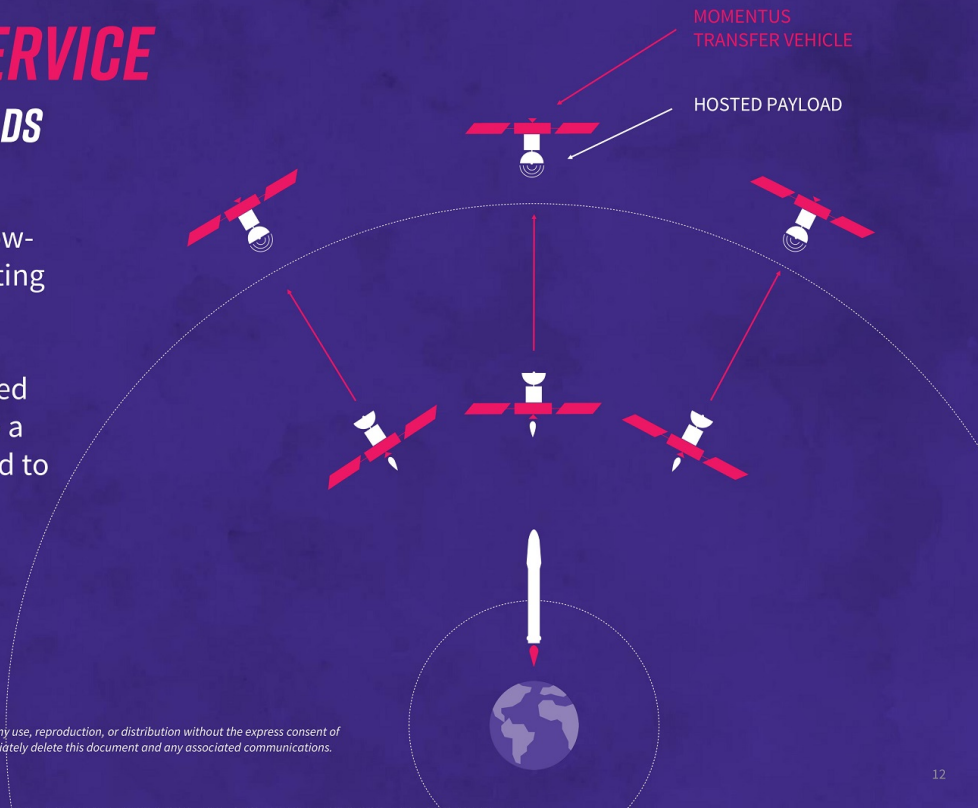 ERVICE
DS
ow-
ting
ed
a
d to
MOMENTUS
TRANSFER VEHICLE
HOSTED PAYLOAD
ny use, reproduction, or distribution without the express consent of
iately delete this document and any associated communications.
12